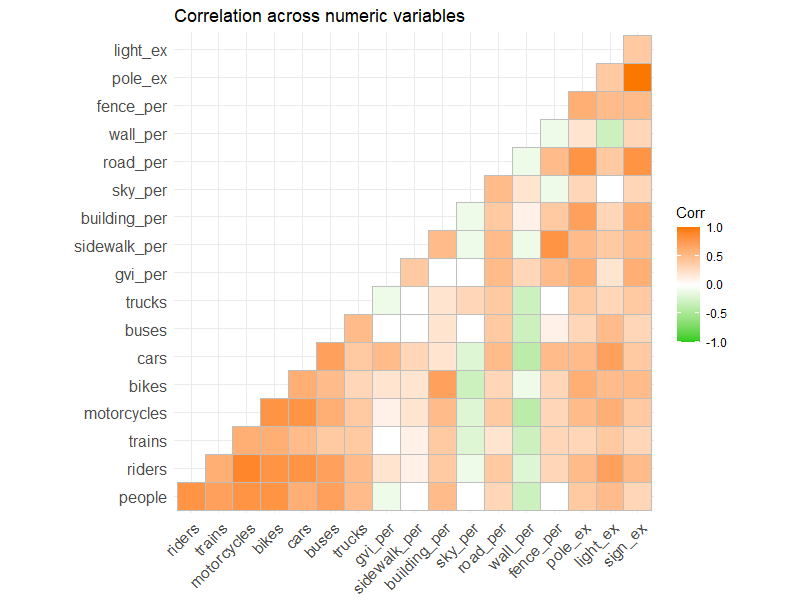 Correlation across numeric variables
light_ex
pole_ex
fence_per
wall_per
road_per
sky_per
building_per
sidewalk_per
gvi_per
trucks
buses
cars
bikes
motorcycles
trains
riders
people
riders
trains
motorcycles
bikes
cars
buses
trucks
gvi_per
sidewalk_per
building_per
sky_per
road_per
wall_per
fence_per
pole_ex
light_ex
sign_ex
Corr
1.0
0.5
0.0
-0.5
-1.0